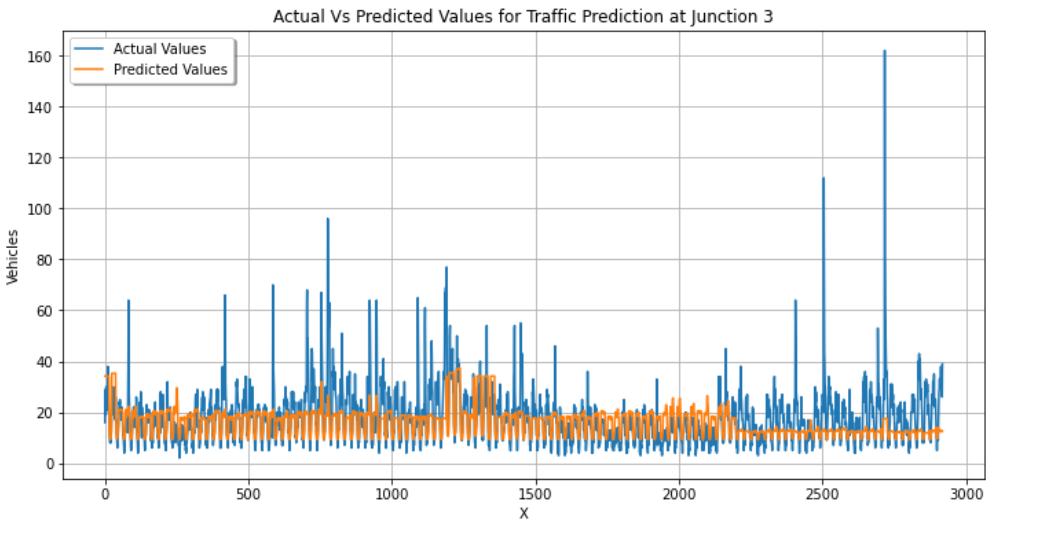 Actual Vs Predicted Values for Traffic Prediction at Junction 3
Actual Values
Predicted Values
160
140
120
100
80
60
40
20
0
Vehicles
0 500 1000 1500 2000 2500 3000
X